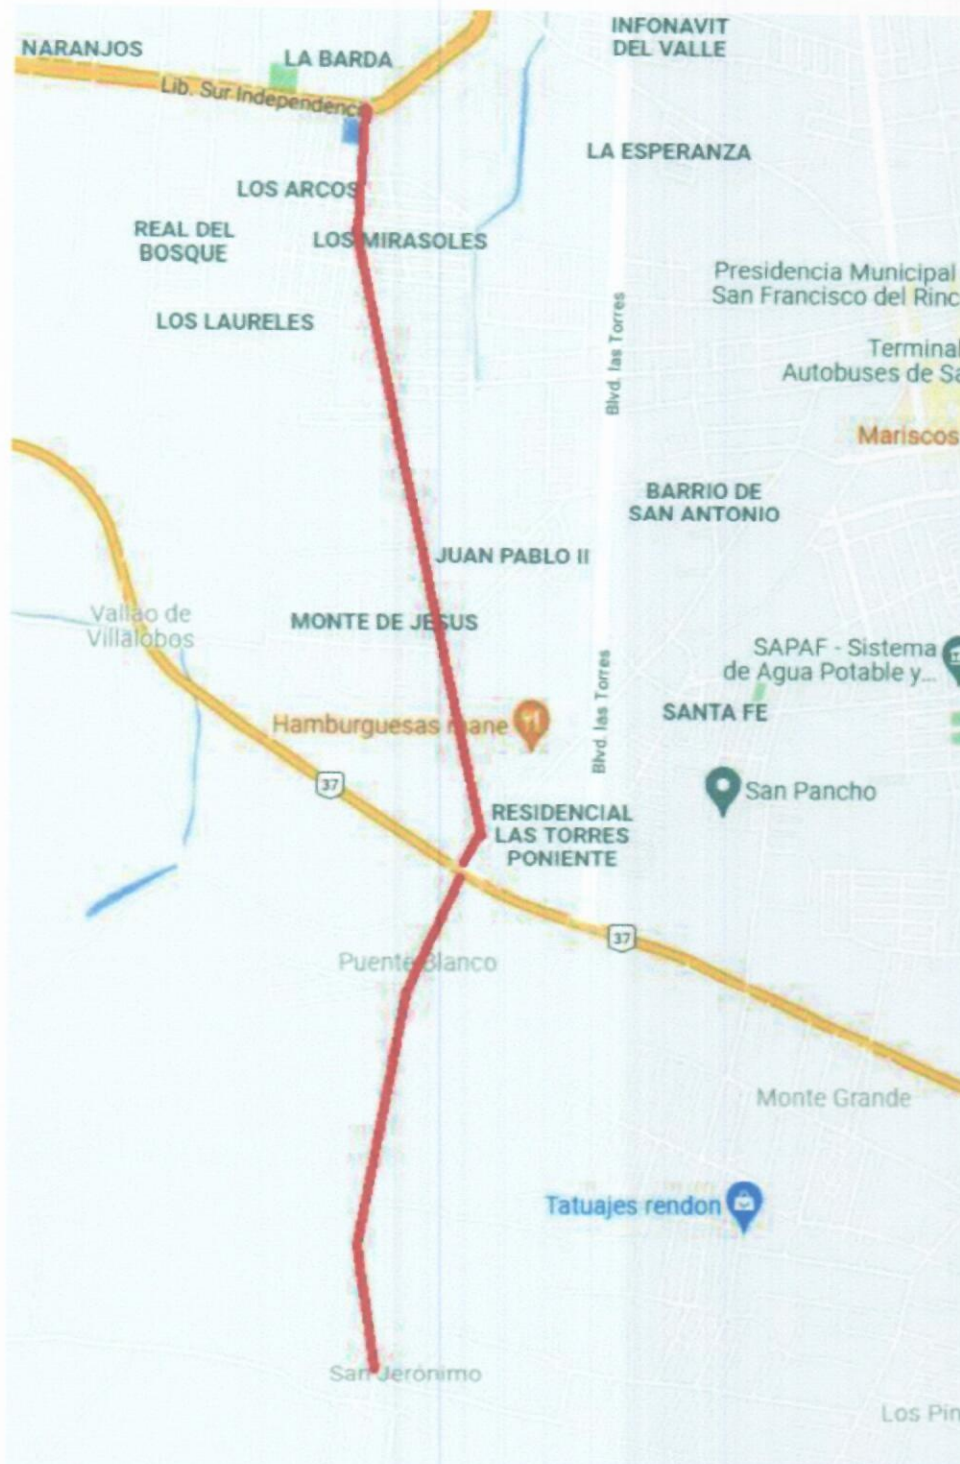 INFONAVIT
DEL VALLE
NARANJOS
LA BARDA
Lib. Sur Independenc
LA ESPERANZA
LOS ARCOS
REAL DEL
BOSQUE
LOS MIRASOLES
Presidencia Municipal
San Francisco del Rinc
LOS LAURELES
Blvd. las Torres
Terminal
Autobuses de Sa
Mariscos
BARRIO DE
SAN ANTONIO
JUAN PABLO II
Vallao de
Villalobos
MONTE DE JESUS
SAPAF - Sistema
de Agua Potable y...
Blvd. las Torres
SANTA FE
Hamburguesas mane
37
San Pancho
RESIDENCIAL
LAS TORRES
PONIENTE
37
Puente Blanco
Monte Grande
Tatuajes rendon
San Jerónimo
Los Pin